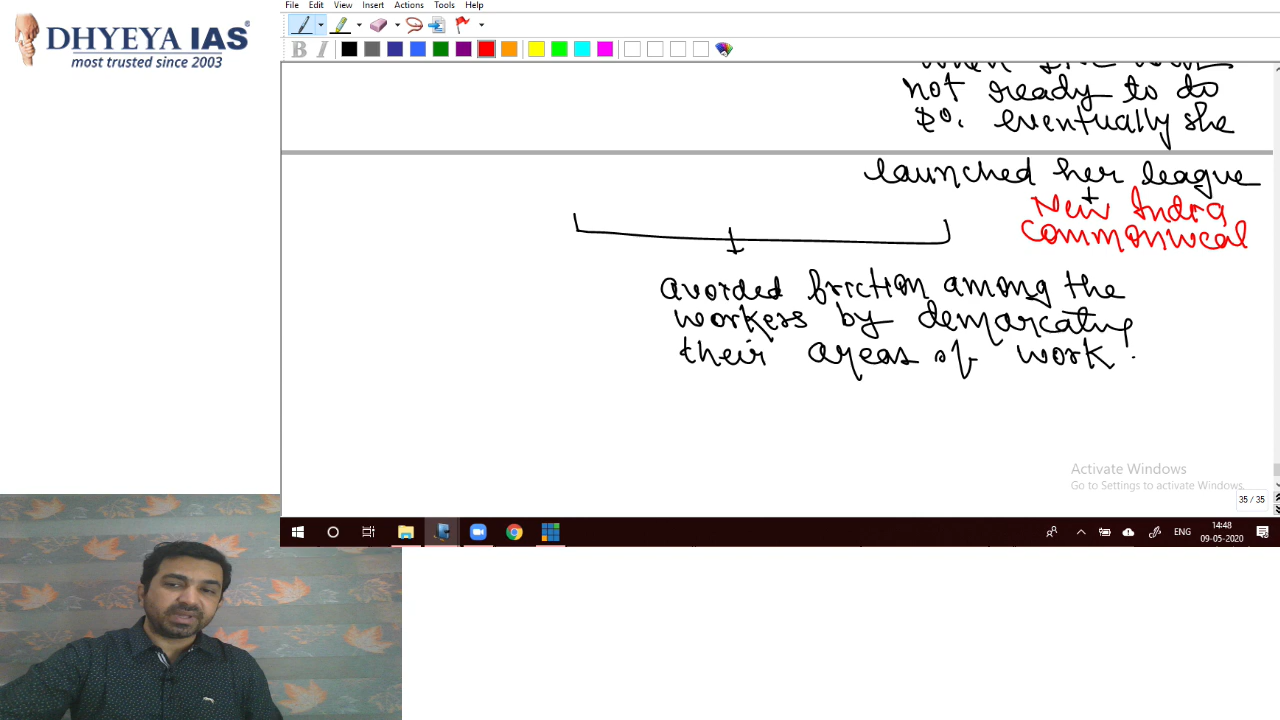 File Edit View Insert Actions Tools Help
DHYEYA IAS®
most trusted since 2003
B I
not ready to do
so. eventually she
launched her league
New India
Commonweal
avoided friction among the
workers by demarcating
their areas of work.
Activate Windows
Go to Settings to activate Windows.
35 / 35
ENG
14:48
09-05-2020